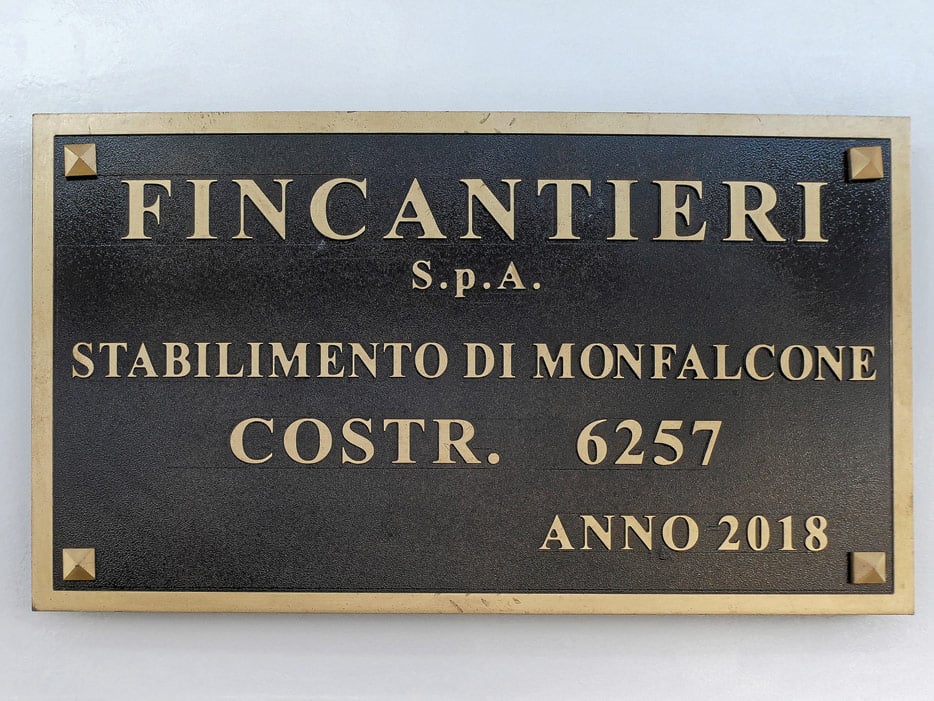 FINCANTIERI
S.p.A.
STABILIMENTO DI MONFALCONE
COSTR. 6257
ANNO 2018